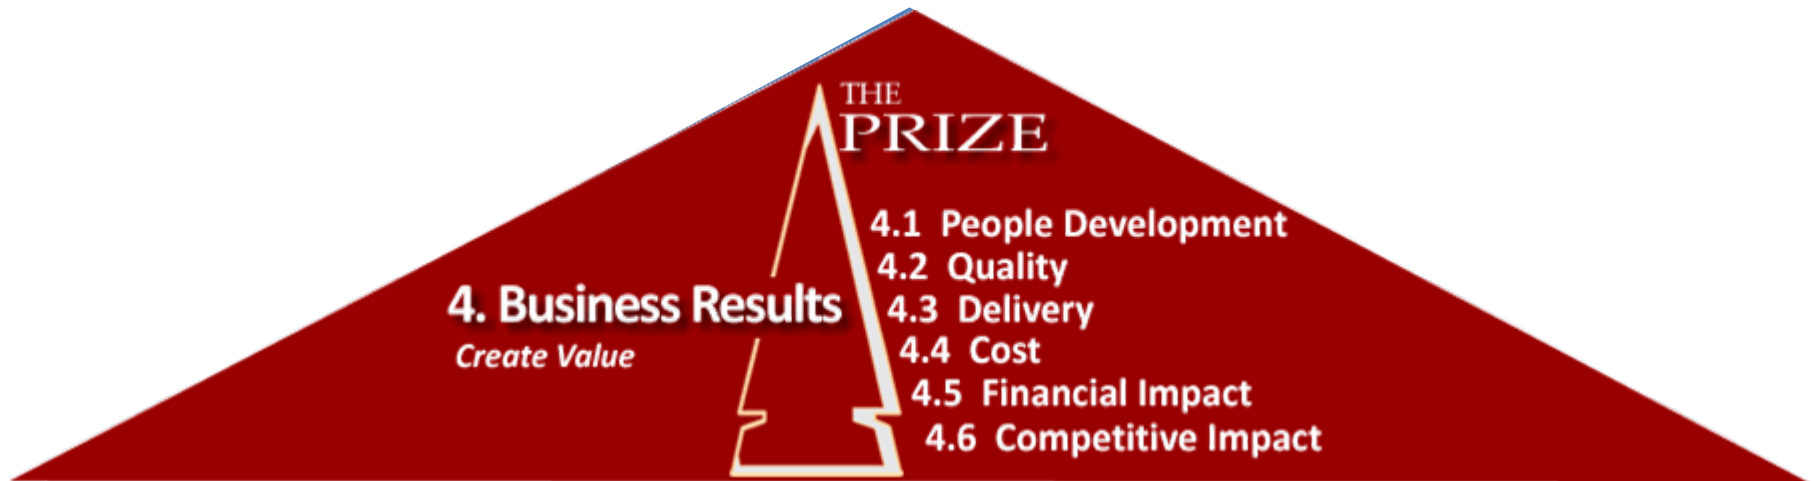 THE
PRIZE
4. Business Results
Create Value
4.1 People Development
4.2 Quality
4.3 Delivery
4.4 Cost
4.5 Financial Impact
4.6 Competitive Impact